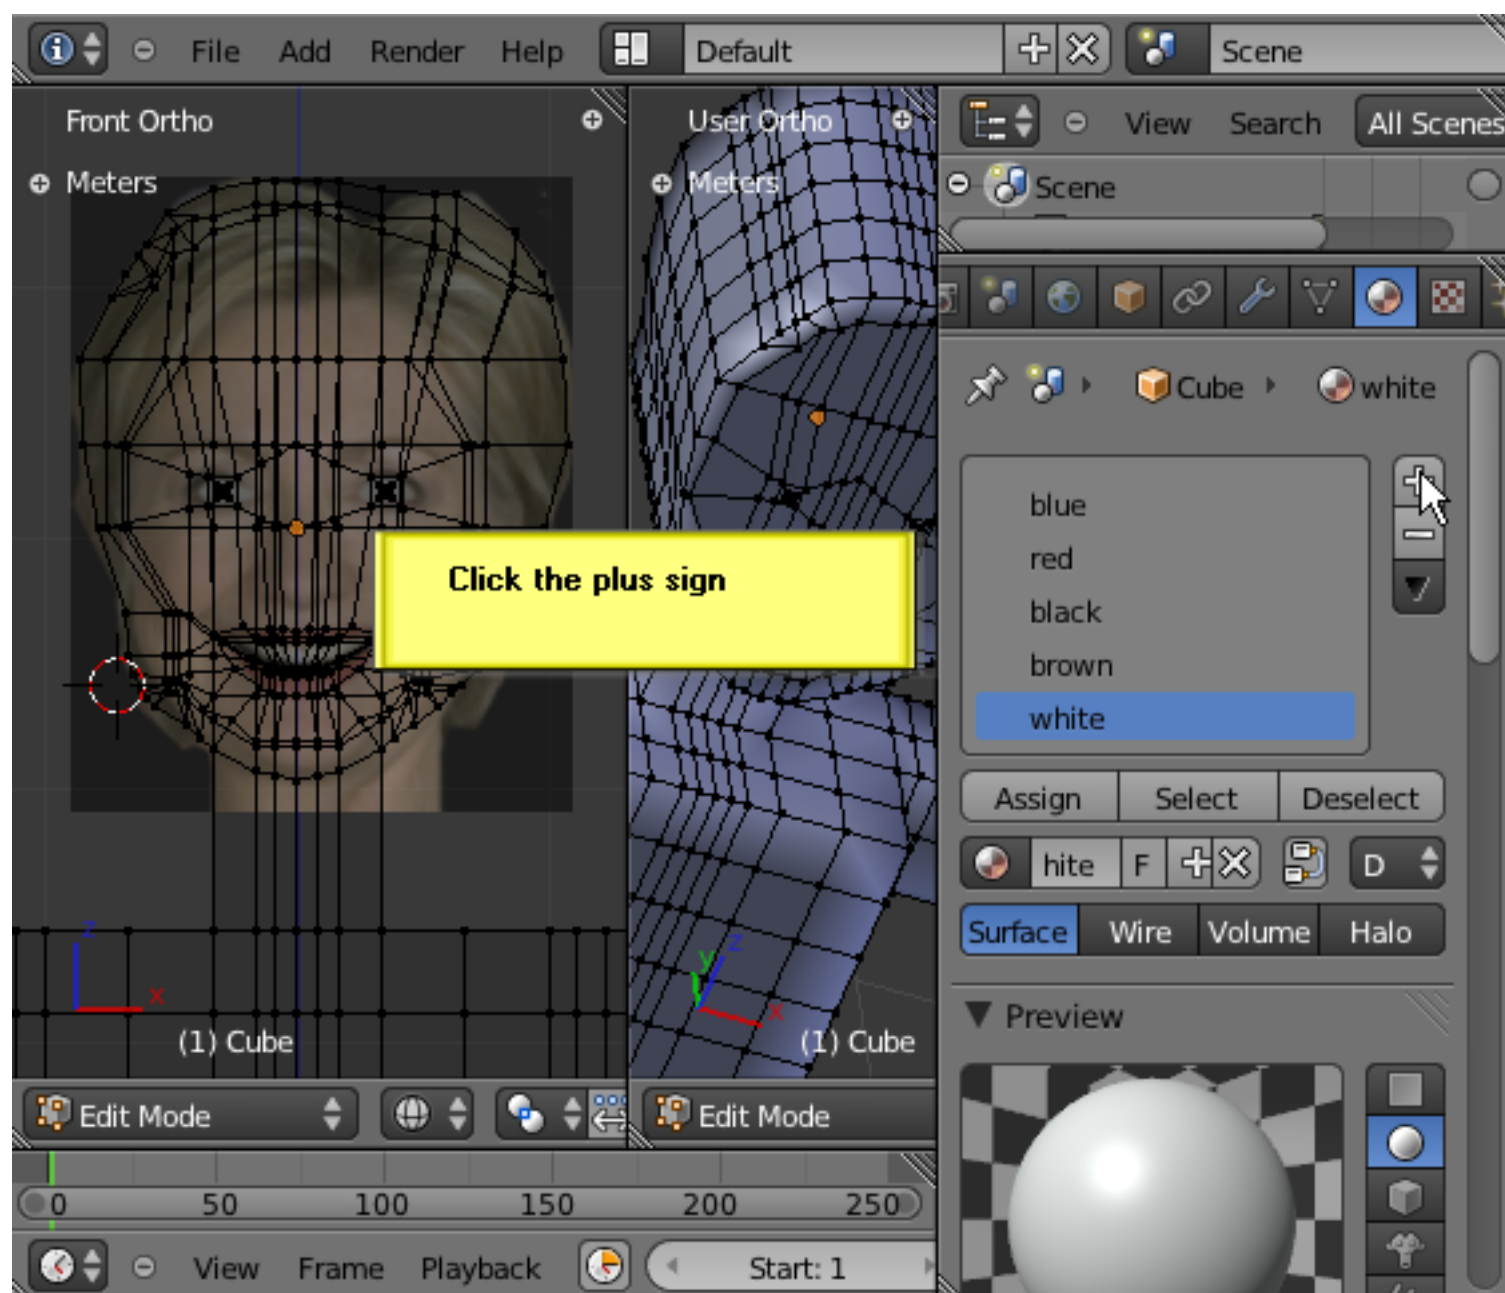 File Add Render Help Default Scene
Front Ortho
Meters
User Ortho
Meters
View Search All Scenes
Scene
Cube white
blue
red
black
brown
white
Assign Select Deselect
hite F D
Surface Wire Volume Halo
Preview
Click the plus sign
z
x
(1) Cube
y z
x
(1) Cube
Edit Mode
Edit Mode
0 50 100 150 200 250
View Frame Playback Start: 1